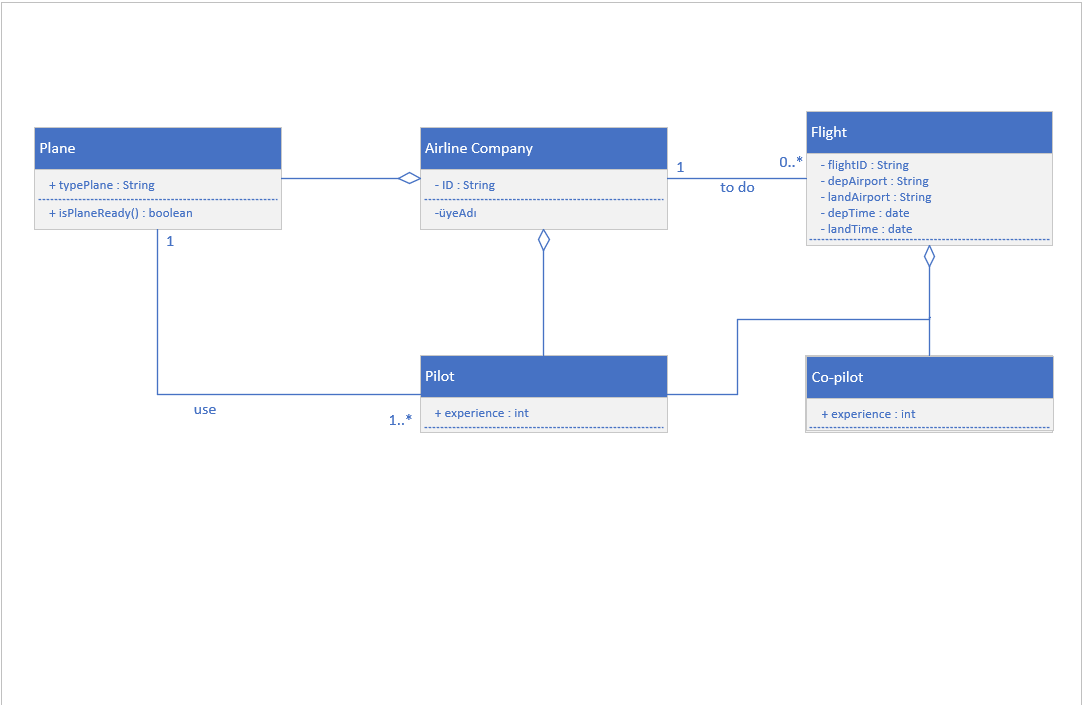 Plane
+ typePlane : String
+ isPlaneReady() : boolean
1
Airline Company
- ID : String
-üyeAdı
1
to do
0..*
Flight
- flightID : String
- depAirport : String
- landAirport : String
- depTime : date
- landTime : date
use
1..*
Pilot
+ experience : int
Co-pilot
+ experience : int